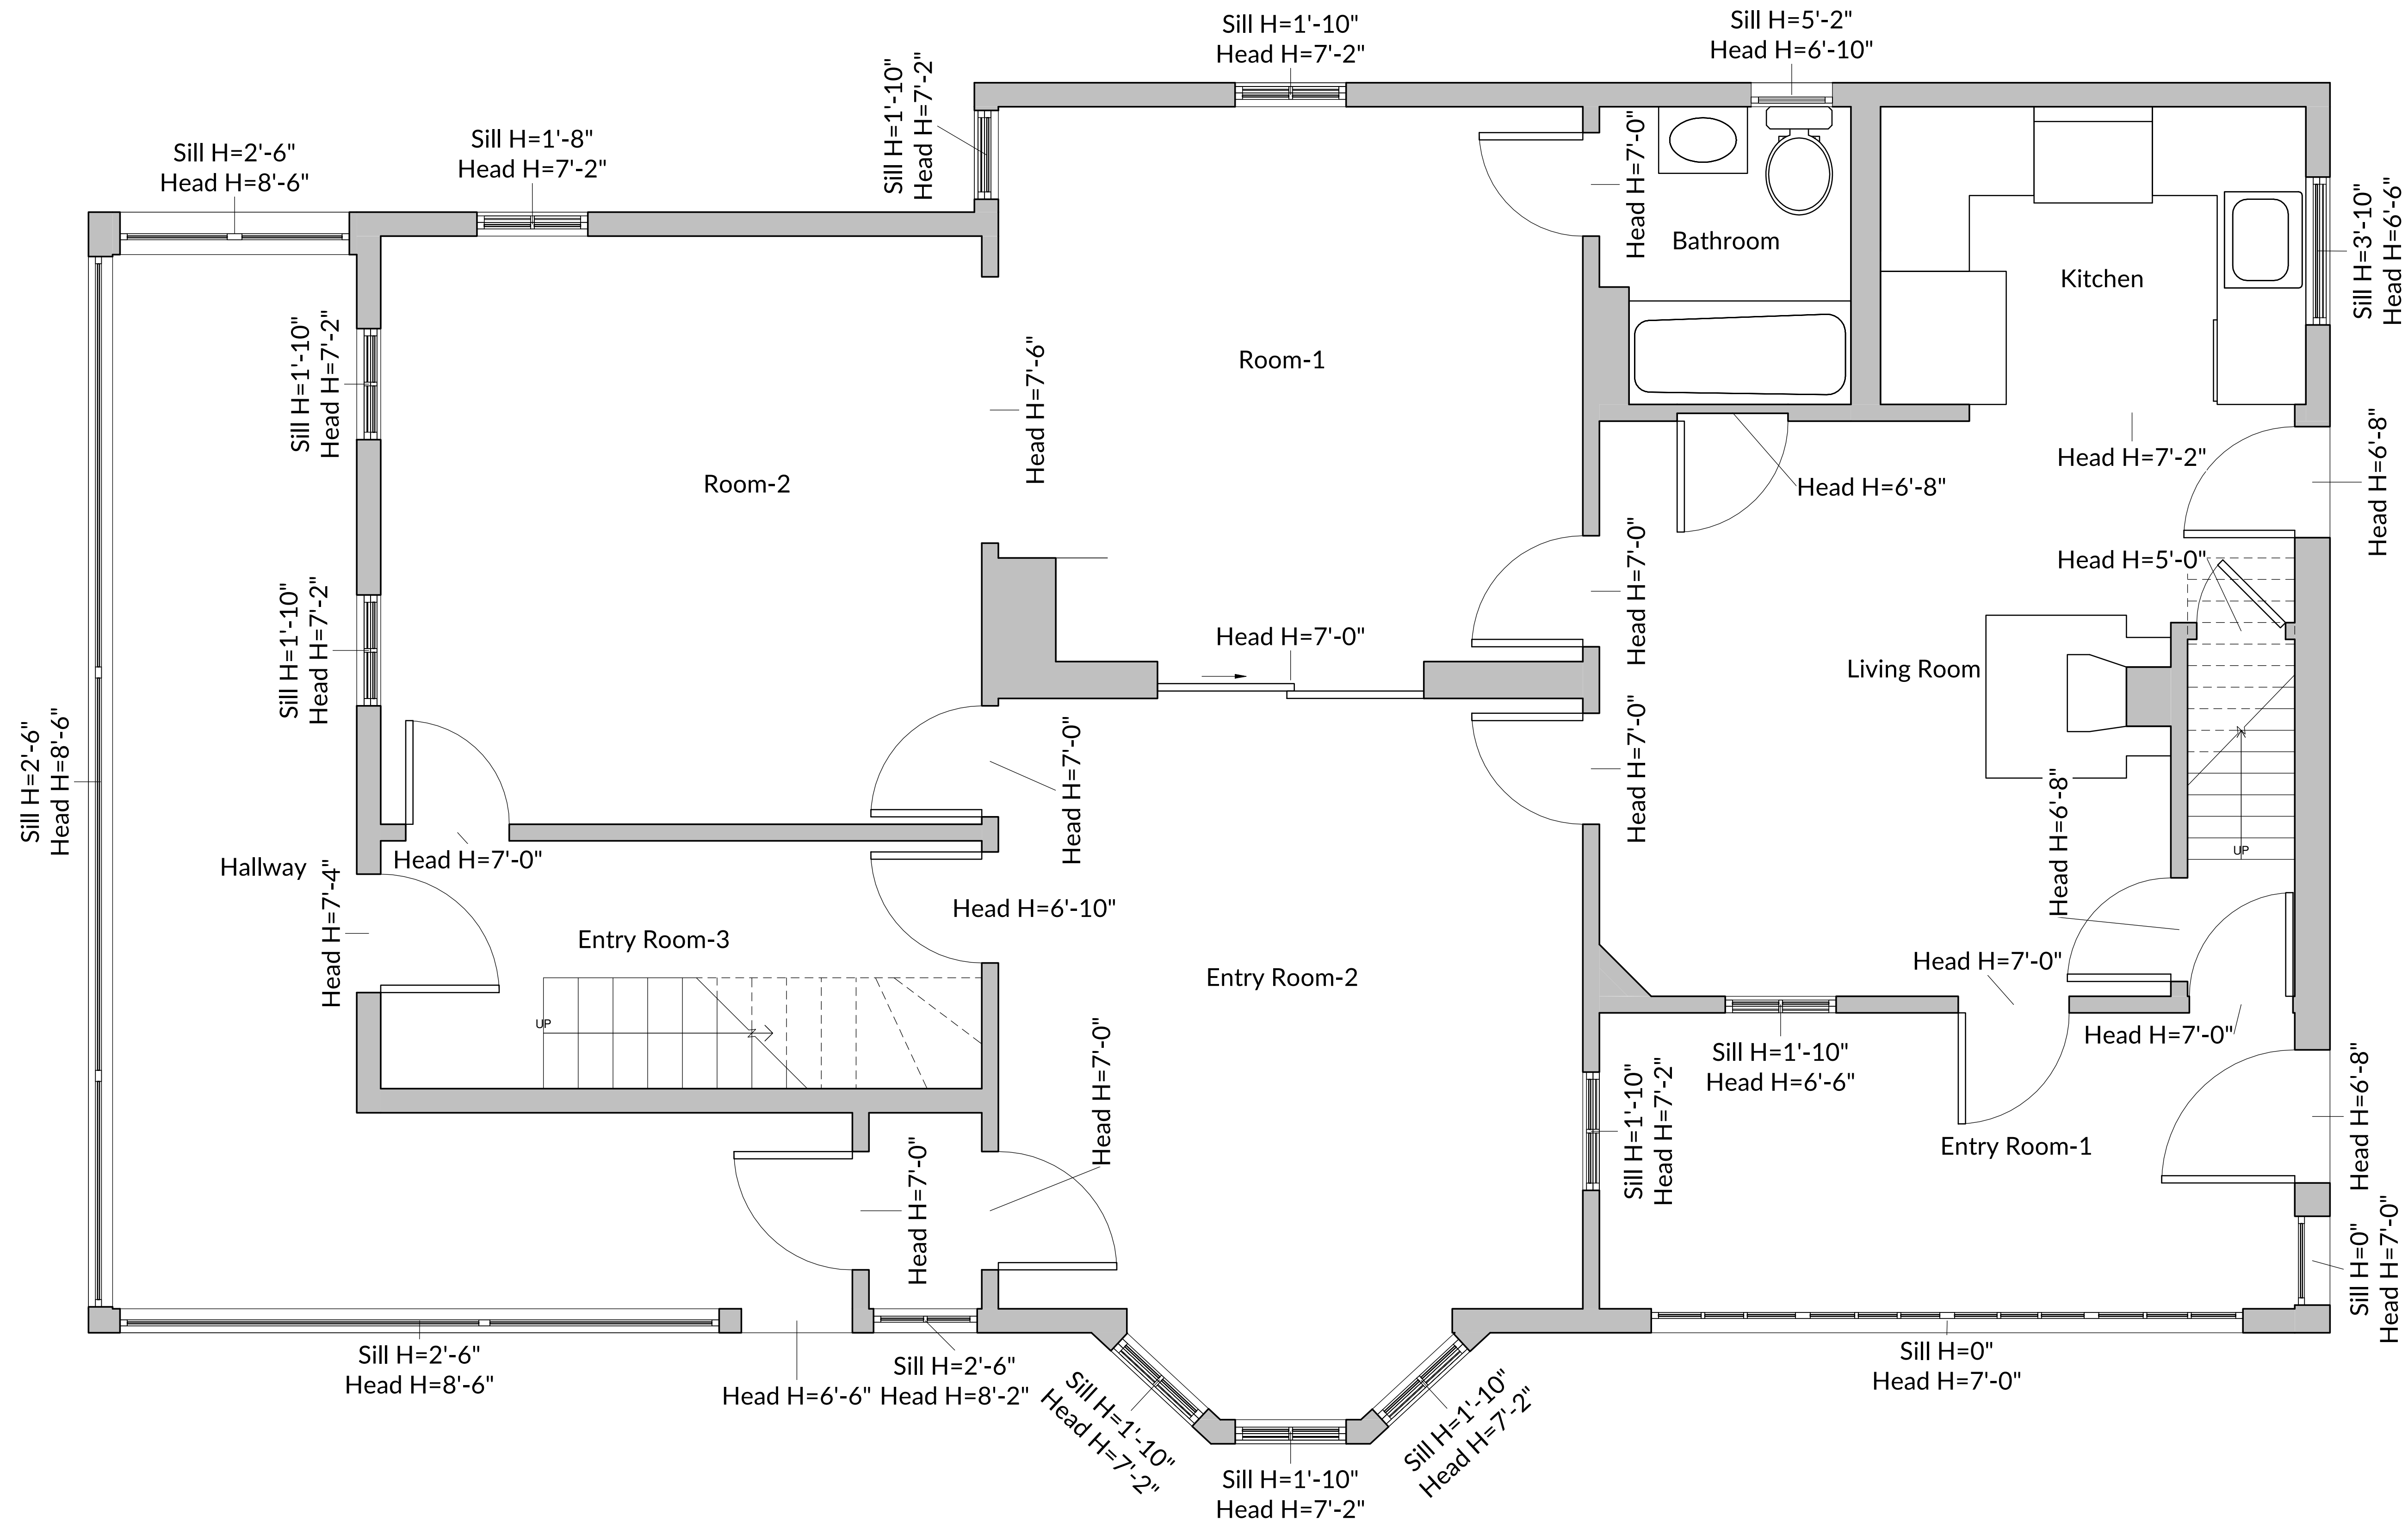 Sill H=1'-10"
Head H=7'-2"
Sill H=5'-2"
Head H=6'-10"
Sill H=1'-10"
Head H=7'-2"
Sill H=1'-8"
Head H=7'-2"
Sill H=2'-6"
Head H=8'-6"
Head H=7'-0"
Bathroom
Kitchen
Sill H=3'-10"
Head H=6'-6"
Sill H=1'-10"
Head H=7'-2"
Head H=7'-6"
Room-1
Room-2
Head H=7'-2"
Head H=6'-8"
Head H=6'-8"
Head H=7'-0"
Head H=5'-0"
Sill H=1'-10"
Head H=7'-2"
Head H=7'-0"
Living Room
Sill H=2'-6"
Head H=8'-6"
Head H=7'-0"
Head H=7'-0"
Head H=6'-8"
UP
Hallway
Head H=7'-0"
Head H=7'-4"
Head H=6'-10"
Entry Room-3
Entry Room-2
Head H=7'-0"
UP
Head H=7'-0"
Head H=7'-0"
Sill H=1'-10"
Head H=6'-6"
Sill H=1'-10"
Head H=7'-2"
Head H=6'-8"
Entry Room-1
Head H=7'-0"
Sill H=0"
Head H=7'-0"
Sill H=2'-6"
Head H=8'-6"
Head H=6'-6"
Sill H=2'-6"
Head H=8'-2"
Sill H=1'-10"
Head H=7'-2"
Sill H=1'-10"
Head H=7'-2"
Sill H=1'-10"
Head H=7'-2"
Sill H=0"
Head H=7'-0"